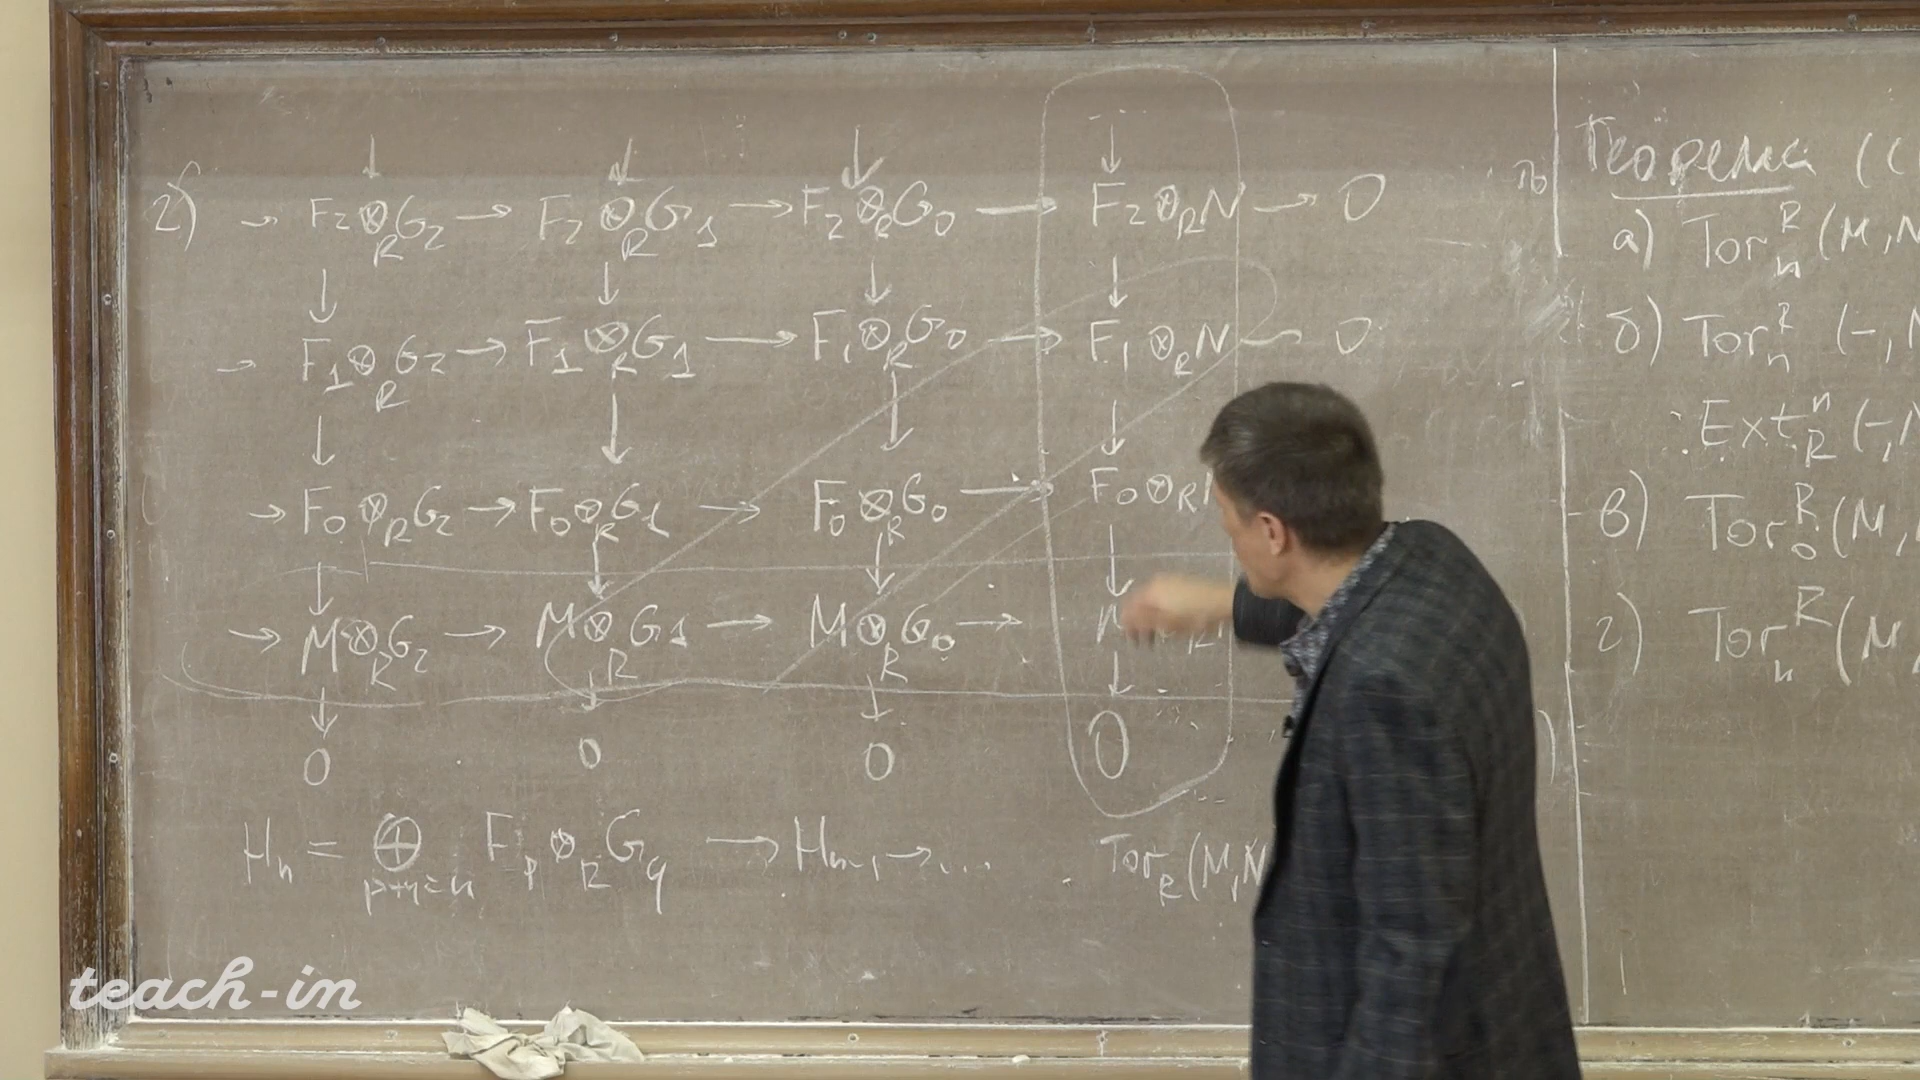 г) → F₂⊗_R G₂ → F₂⊗_R G₁ → F₂⊗_R G₀ → F₂⊗_R N → 0
→ F₁⊗_R G₂ → F₁⊗_R G₁ → F₁⊗_R G₀ → F₁⊗_R N → 0
→ F₀⊗_R G₂ → F₀⊗_R G₁ → F₀⊗_R G₀ → F₀⊗_R
→ M⊗_R G₂ → M⊗_R G₁ → M⊗_R G₀ →
0 0 0 0
H_n = ⊕_{p+q=n} F_p⊗_R G_q → H_{n-1} → ...
Tor_R(M,N
Теорема (
а) Tor_n^R (M,N
б) Tor_n^R (-,N
Ext_R^n (-,N
в) Tor_0^R (M,
г) Tor_n^R (M,
teach-in